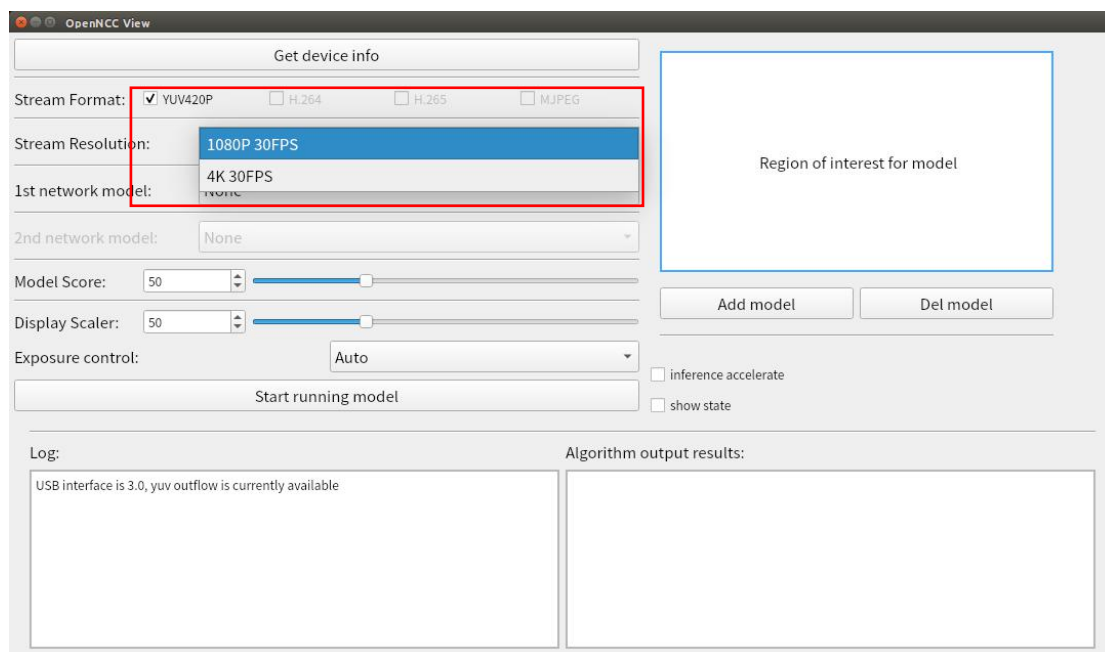 OpenNCC View
Get device info
Stream Format: YUV420P H.264 H.265 MJPEG
Stream Resolution:
1080P 30FPS
4K 30FPS
1st network model: None
2nd network model: None
Model Score: 50
Display Scaler: 50
Exposure control: Auto
Start running model
Region of interest for model
Add model Del model
inference accelerate
show state
Log:
USB interface is 3.0, yuv outflow is currently available
Algorithm output results: